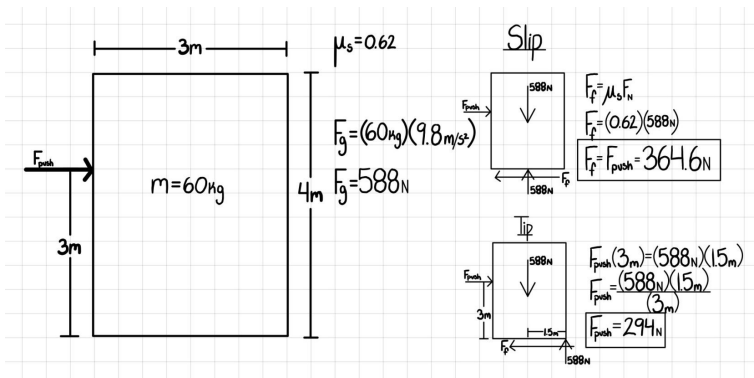 3m
μs=0.62
Fpush
m=60kg
4m
3m
Fg=(60kg)(9.8m/s²)
Fg=588N
Slip
588N
Fpush
Ff
588N
Ff=μsFN
Ff=(0.62)(588N)
Ff=Fpush=364.6N
Tip
588N
Fpush
3m
1.5m
Ff
588N
Fpush(3m)=(588N)(1.5m)
Fpush=(588N)(1.5m)
(3m)
Fpush=294N